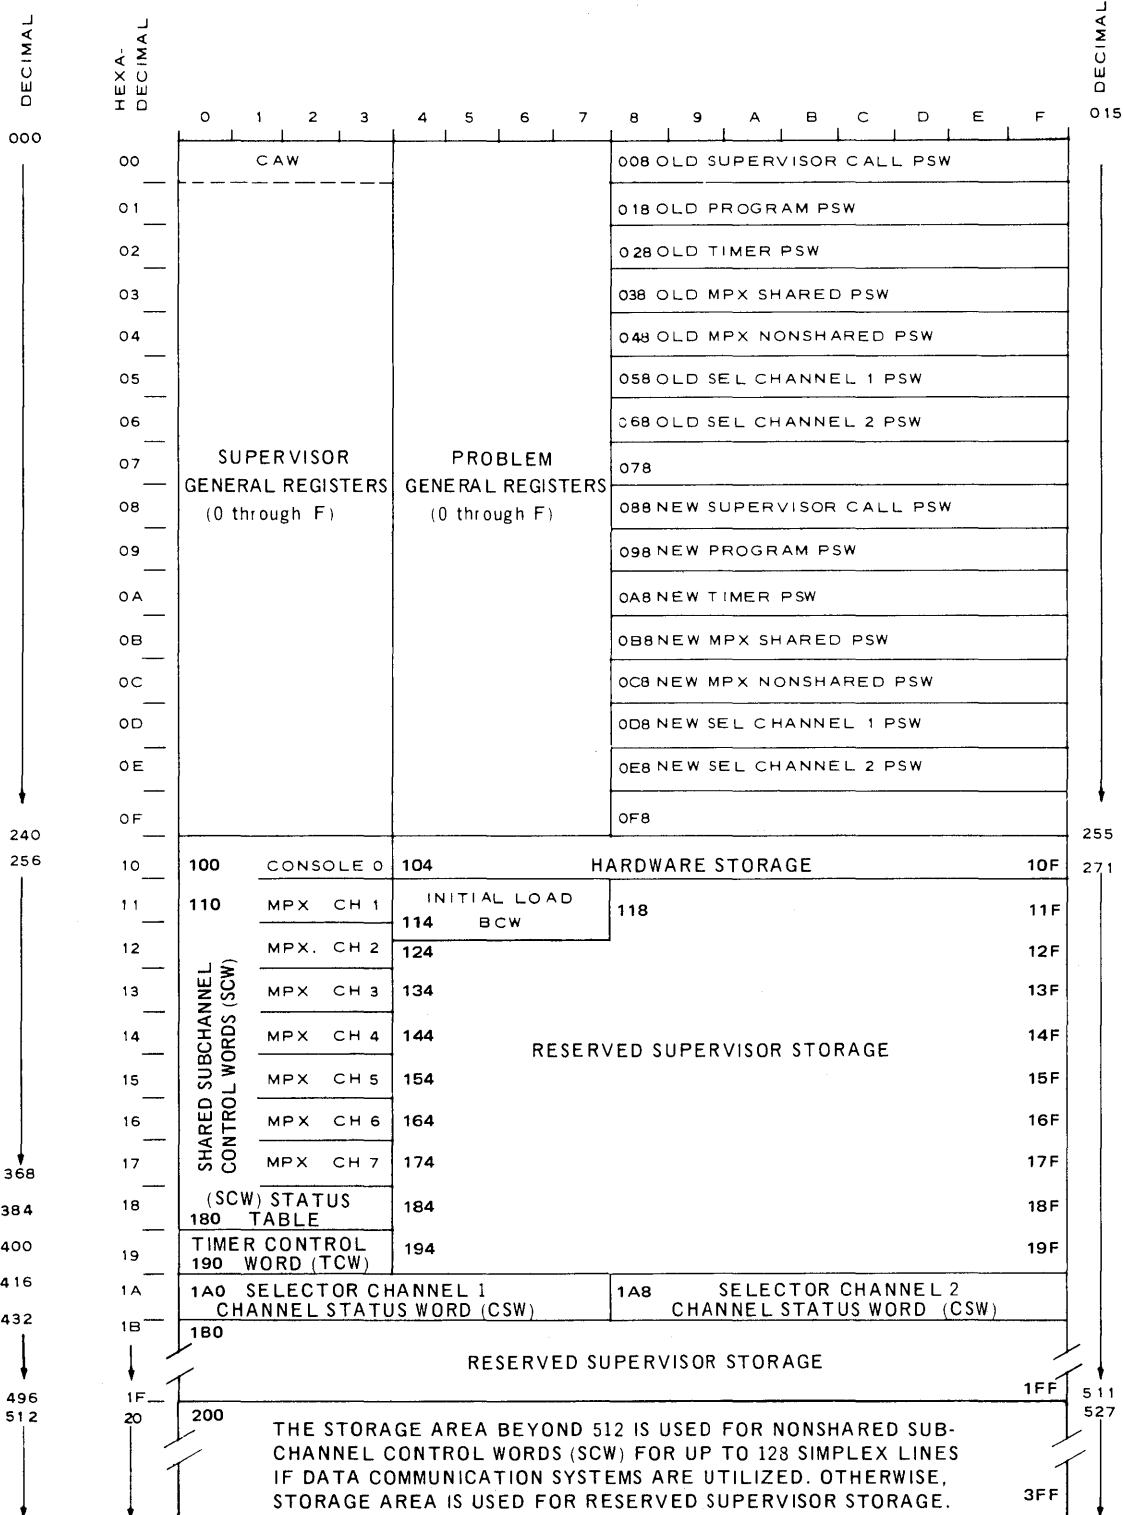 DECIMAL
HEXA-
DECIMAL
DECIMAL
0 1 2 3 4 5 6 7 8 9 A B C D E F 015
000
00 CAW 008 OLD SUPERVISOR CALL PSW
01 018 OLD PROGRAM PSW
02 028 OLD TIMER PSW
03 038 OLD MPX SHARED PSW
04 048 OLD MPX NONSHARED PSW
05 058 OLD SEL CHANNEL 1 PSW
06 068 OLD SEL CHANNEL 2 PSW
07 078
SUPERVISOR
GENERAL REGISTERS
(0 through F)
PROBLEM
GENERAL REGISTERS
(0 through F)
08 088 NEW SUPERVISOR CALL PSW
09 098 NEW PROGRAM PSW
0A 0A8 NEW TIMER PSW
0B 0B8 NEW MPX SHARED PSW
0C 0C8 NEW MPX NONSHARED PSW
0D 0D8 NEW SEL CHANNEL 1 PSW
0E 0E8 NEW SEL CHANNEL 2 PSW
0F 0F8
240 255
256 10 100 CONSOLE 0 104 HARDWARE STORAGE 10F 271
11 110 MPX CH 1 INITIAL LOAD
114 BCW 118 11F
12 MPX. CH 2 124 12F
SHARED SUBCHANNEL
CONTROL WORDS (SCW)
13 MPX CH 3 134 13F
14 MPX CH 4 144 14F
RESERVED SUPERVISOR STORAGE
15 MPX CH 5 154 15F
16 MPX CH 6 164 16F
17 MPX CH 7 174 17F
368
384 18 (SCW) STATUS
180 TABLE 184 18F
400 19 TIMER CONTROL
190 WORD (TCW) 194 19F
416 1A 1A0 SELECTOR CHANNEL 1
CHANNEL STATUS WORD (CSW)
1A8 SELECTOR CHANNEL 2
CHANNEL STATUS WORD (CSW)
432 1B 1B0
RESERVED SUPERVISOR STORAGE
496 1F 1FF 511
512 20 200 527
THE STORAGE AREA BEYOND 512 IS USED FOR NONSHARED SUB-
CHANNEL CONTROL WORDS (SCW) FOR UP TO 128 SIMPLEX LINES
IF DATA COMMUNICATION SYSTEMS ARE UTILIZED. OTHERWISE,
STORAGE AREA IS USED FOR RESERVED SUPERVISOR STORAGE. 3FF